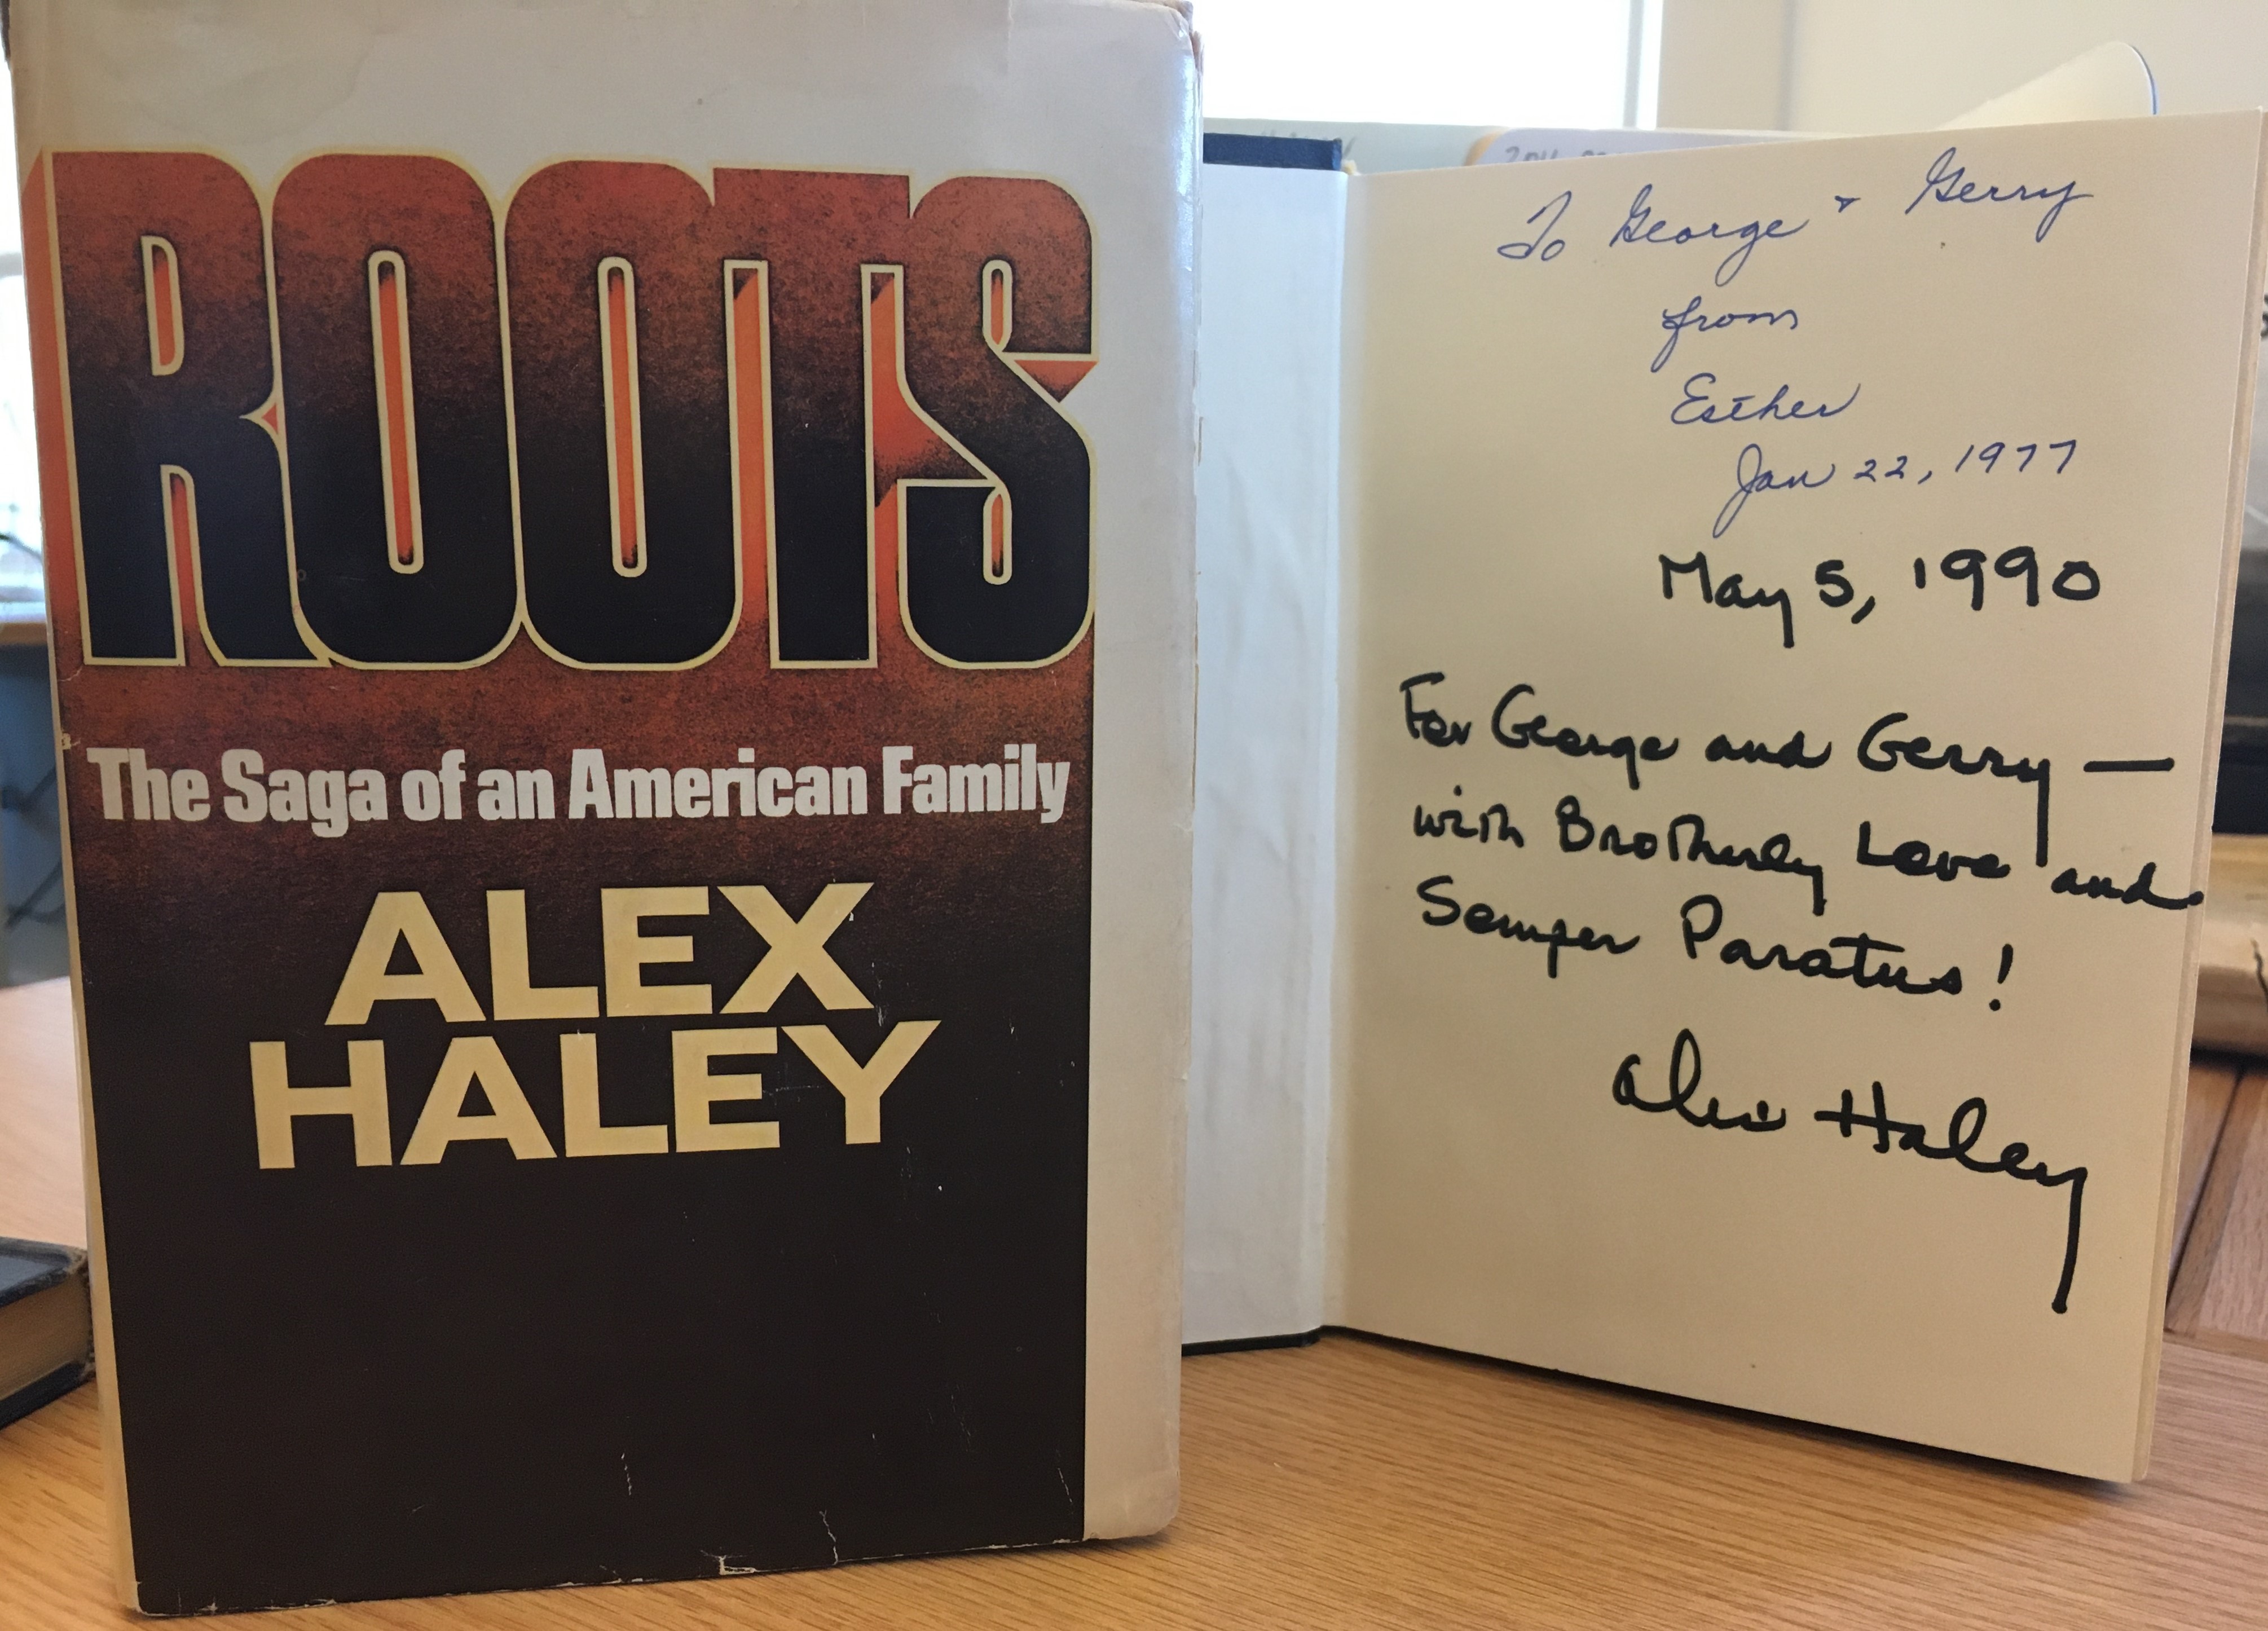 ROOTS
The Saga of an American Family
ALEX
HALEY
To George & Gerry
from
Esther
Jan 22, 1977
May 5, 1990
For George and Gerry —
with Brotherly Love and
Semper Paratus!
Alex Haley